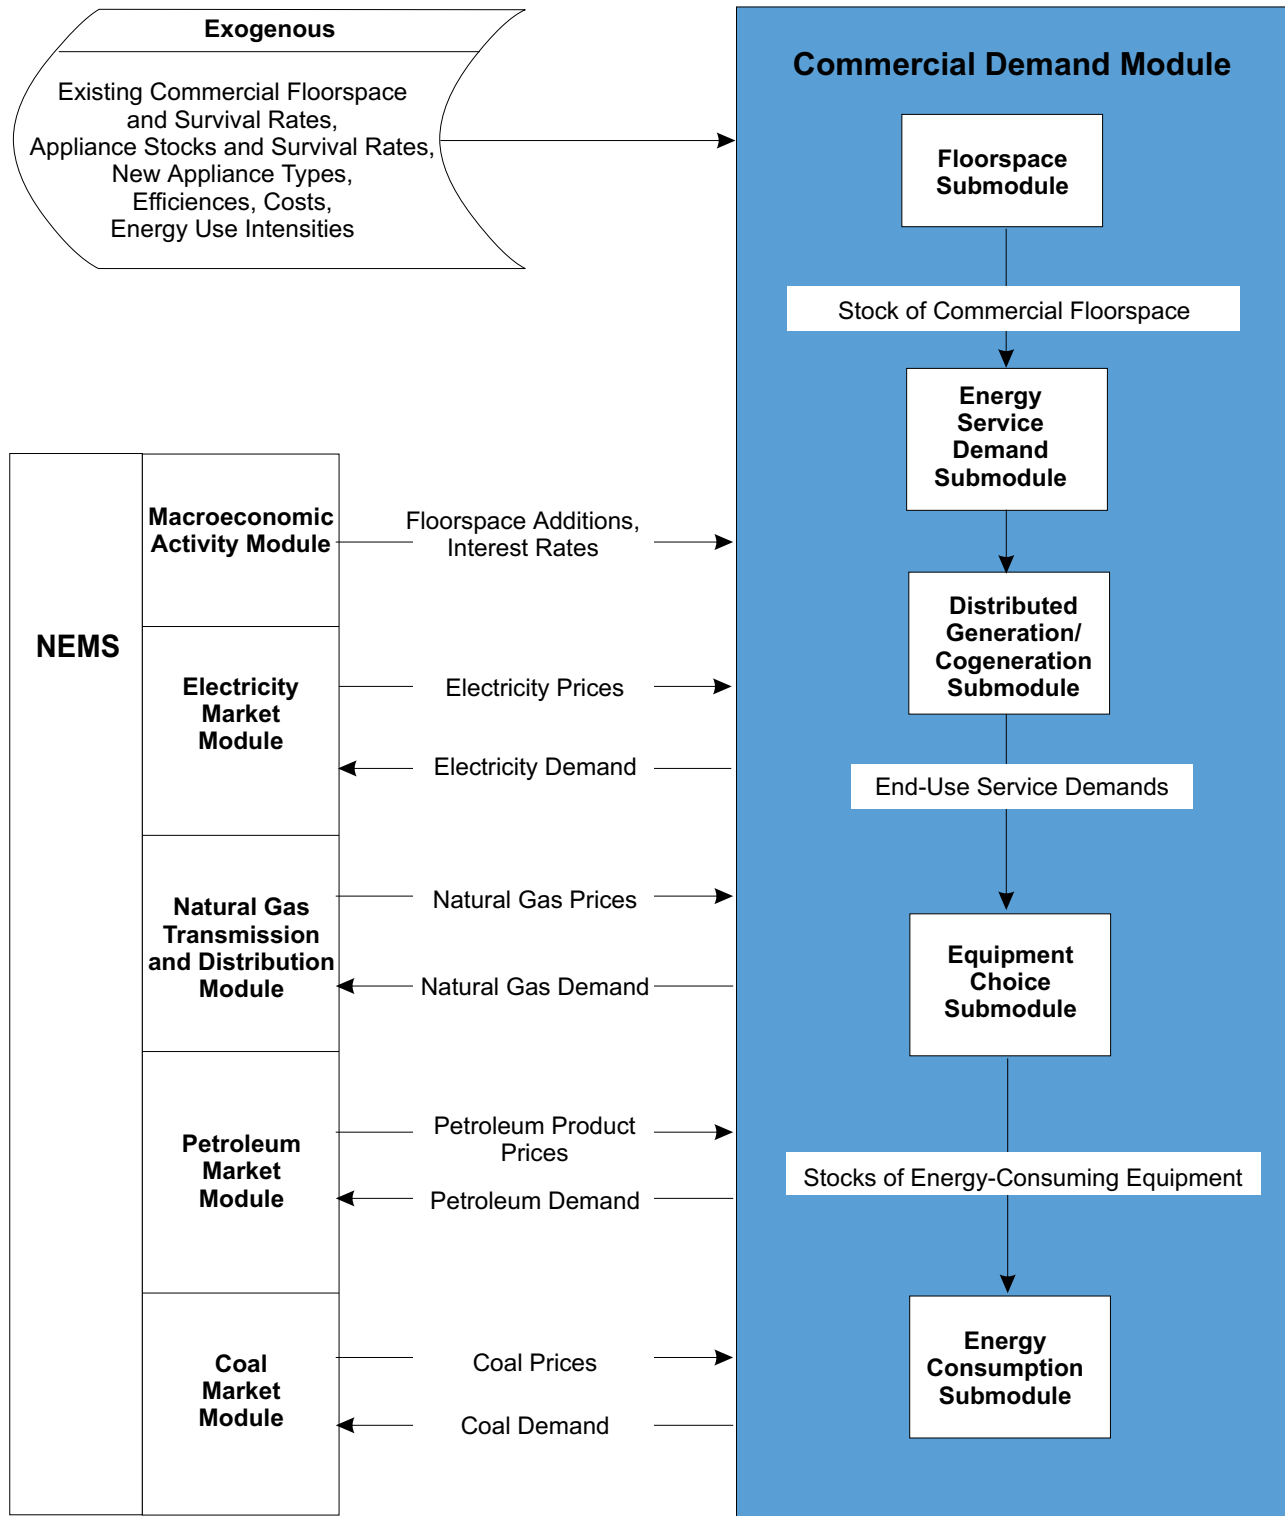 Exogenous
Existing Commercial Floorspace
and Survival Rates,
Appliance Stocks and Survival Rates,
New Appliance Types,
Efficiences, Costs,
Energy Use Intensities
Commercial Demand Module
Floorspace
Submodule
Stock of Commercial Floorspace
Energy
Service
Demand
Submodule
Distributed
Generation/
Cogeneration
Submodule
End-Use Service Demands
Equipment
Choice
Submodule
Stocks of Energy-Consuming Equipment
Energy
Consumption
Submodule
NEMS
Macroeconomic
Activity Module
Floorspace Additions,
Interest Rates
Electricity
Market
Module
Electricity Prices
Electricity Demand
Natural Gas
Transmission
and Distribution
Module
Natural Gas Prices
Natural Gas Demand
Petroleum
Market
Module
Petroleum Product
Prices
Petroleum Demand
Coal
Market
Module
Coal Prices
Coal Demand